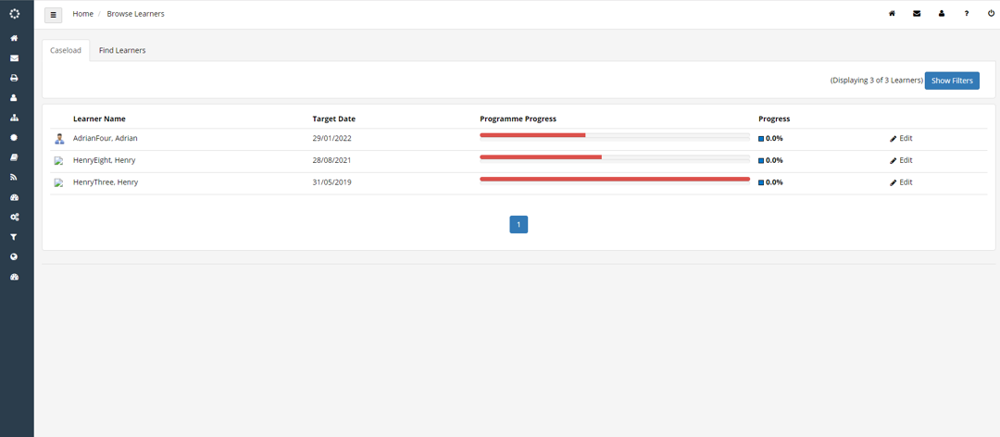 Home / Browse Learners
?
Caseload Find Learners
(Displaying 3 of 3 Learners) Show Filters
Learner Name Target Date Programme Progress Progress
AdrianFour, Adrian 29/01/2022 0.0% Edit
HenryEight, Henry 28/08/2021 0.0% Edit
HenryThree, Henry 31/05/2019 0.0% Edit
1